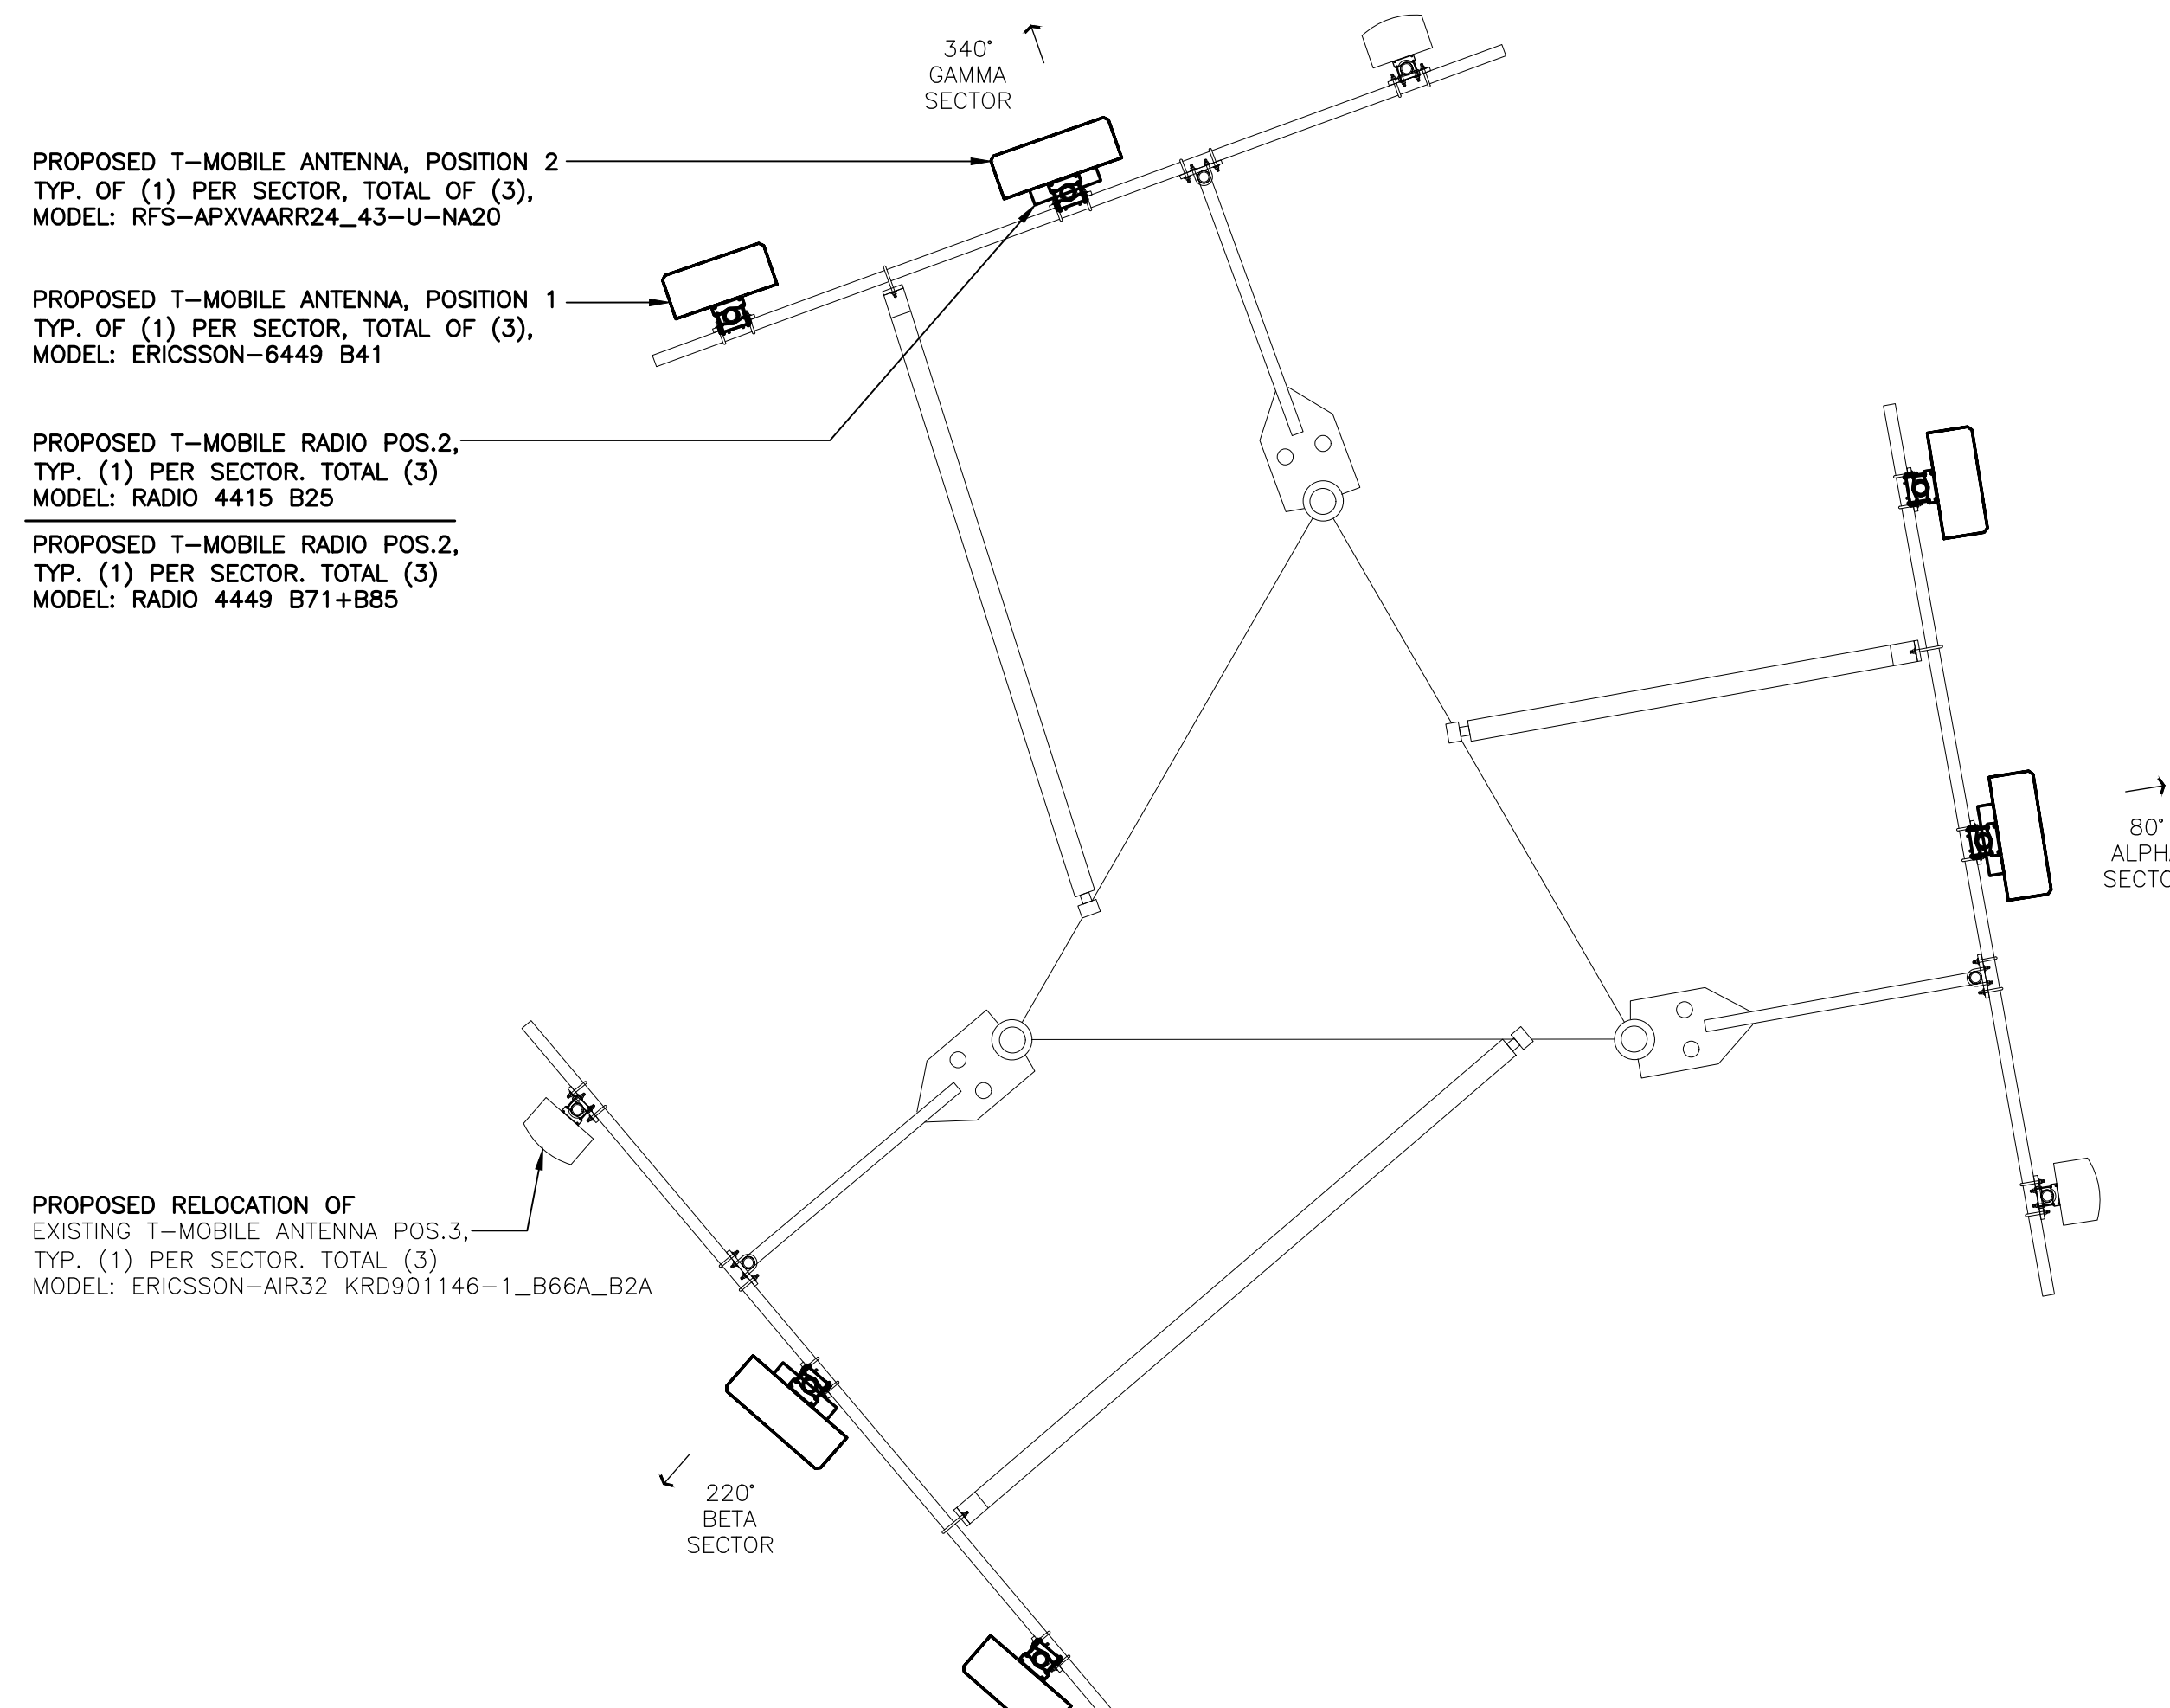 340°
GAMMA
SECTOR
PROPOSED T-MOBILE ANTENNA, POSITION 2
TYP. OF (1) PER SECTOR, TOTAL OF (3),
MODEL: RFS-APXVAARR24_43-U-NA20
PROPOSED T-MOBILE ANTENNA, POSITION 1
TYP. OF (1) PER SECTOR, TOTAL OF (3),
MODEL: ERICSSON-6449 B41
PROPOSED T-MOBILE RADIO POS.2,
TYP. (1) PER SECTOR. TOTAL (3)
MODEL: RADIO 4415 B25
PROPOSED T-MOBILE RADIO POS.2,
TYP. (1) PER SECTOR. TOTAL (3)
MODEL: RADIO 4449 B71+B85
80°
ALPH
SECTO
PROPOSED RELOCATION OF
EXISTING T-MOBILE ANTENNA POS.3,
TYP. (1) PER SECTOR. TOTAL (3)
MODEL: ERICSSON-AIR32 KRD901146-1_B66A_B2A
220°
BETA
SECTOR